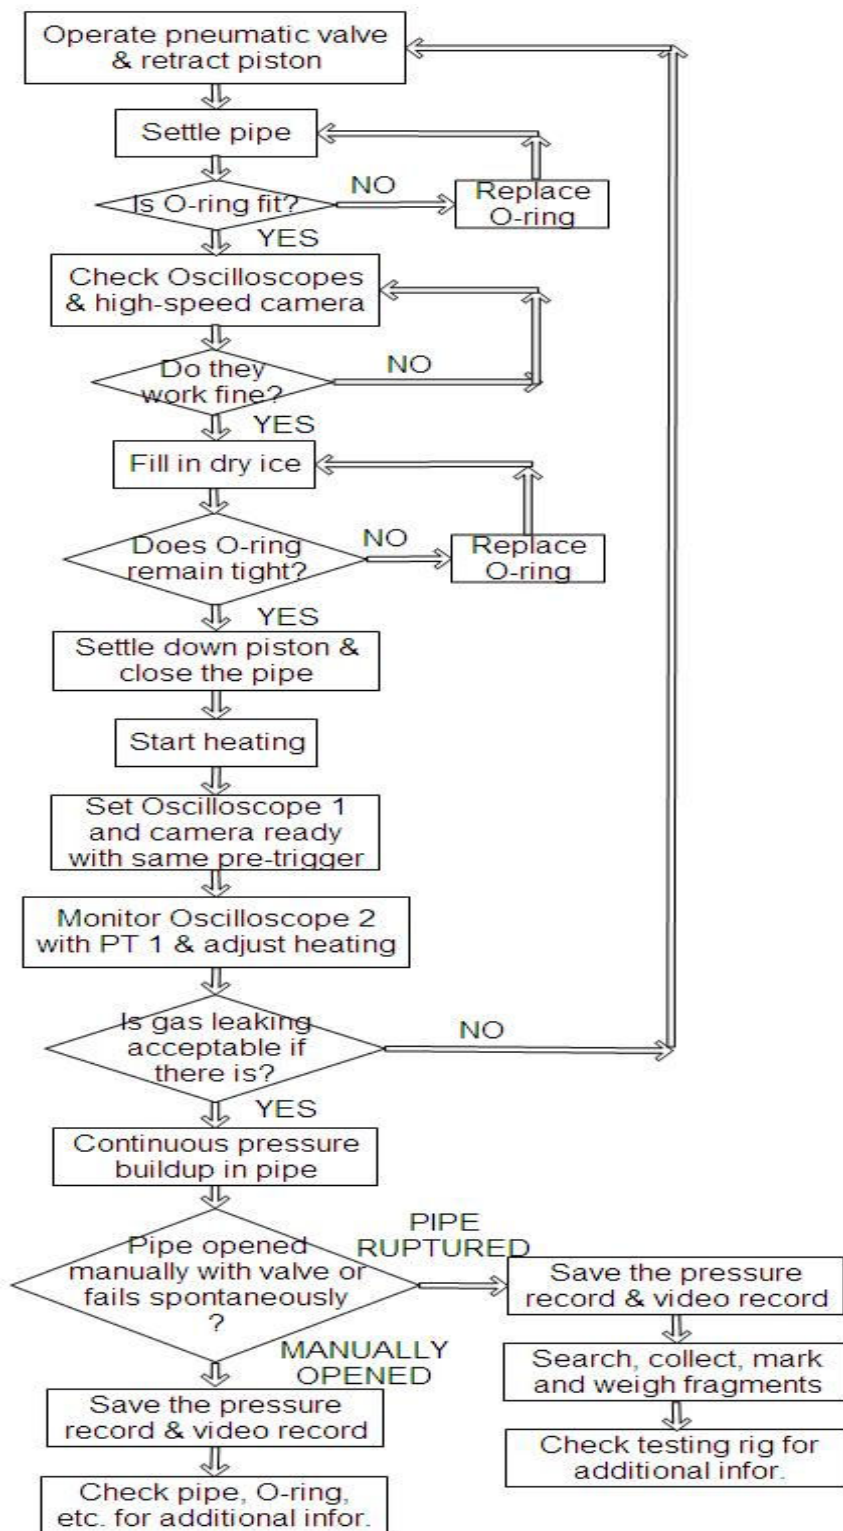 Operate pneumatic valve
& retract piston
Settle pipe
Is O-ring fit?
NO
Replace
O-ring
YES
Check Oscilloscopes
& high-speed camera
Do they
work fine?
NO
YES
Fill in dry ice
Does O-ring
remain tight?
NO
Replace
O-ring
YES
Settle down piston &
close the pipe
Start heating
Set Oscilloscope 1
and camera ready
with same pre-trigger
Monitor Oscilloscope 2
with PT 1 & adjust heating
Is gas leaking
acceptable if
there is?
NO
YES
Continuous pressure
buildup in pipe
Pipe opened
manually with valve or
fails spontaneously
?
PIPE
RUPTURED
Save the pressure
record & video record
Search, collect, mark
and weigh fragments
Check testing rig for
additional infor.
MANUALLY
OPENED
Save the pressure
record & video record
Check pipe, O-ring,
etc. for additional infor.